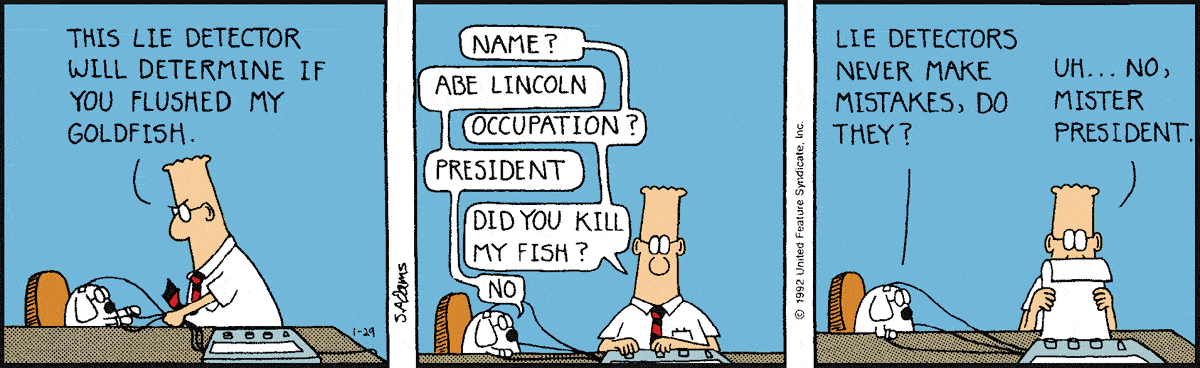 THIS LIE DETECTOR
WILL DETERMINE IF
YOU FLUSHED MY
GOLDFISH.
1-29
S.Adams
NAME?
ABE LINCOLN
OCCUPATION?
PRESIDENT
DID YOU KILL
MY FISH?
NO
© 1992 United Feature Syndicate, Inc.
LIE DETECTORS
NEVER MAKE
MISTAKES, DO
THEY?
UH... NO,
MISTER
PRESIDENT.